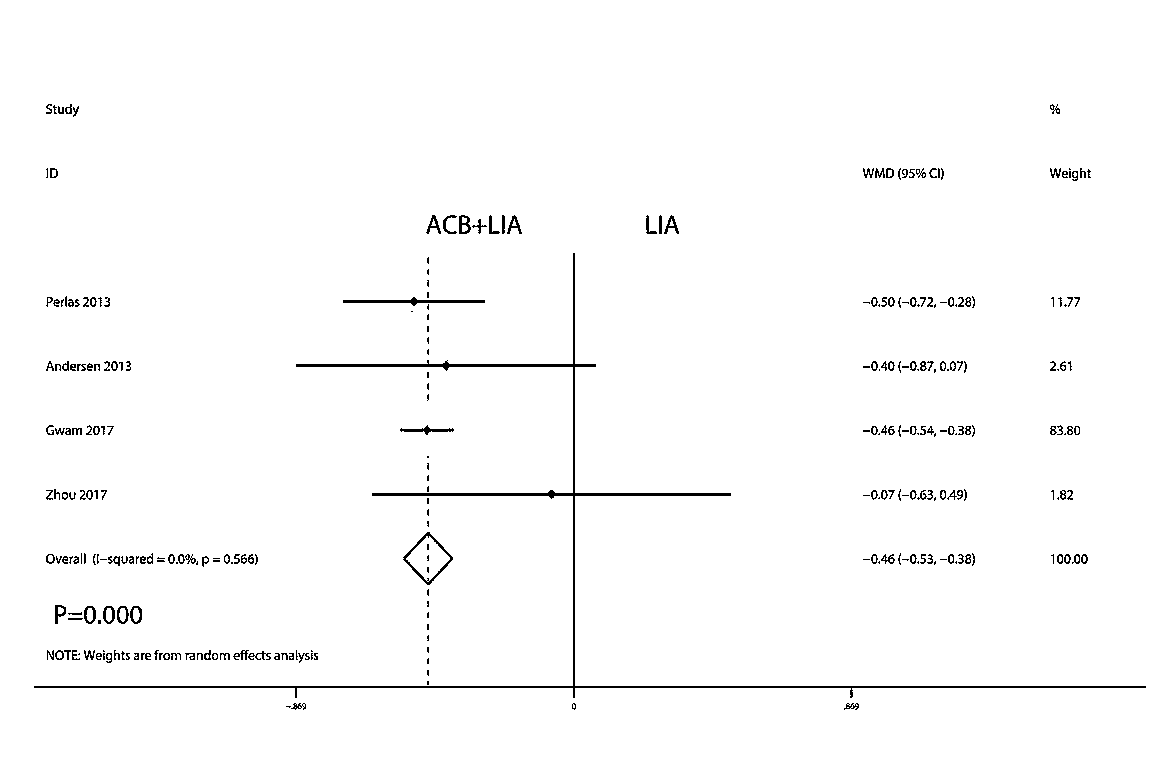 Study %
ID WMD (95% CI) Weight
ACB+LIA LIA
Perlas 2013 −0.50 (−0.72, −0.28) 11.77
Andersen 2013 −0.40 (−0.87, 0.07) 2.61
Gwam 2017 −0.46 (−0.54, −0.38) 83.80
Zhou 2017 −0.07 (−0.63, 0.49) 1.82
Overall (I−squared = 0.0%, p = 0.566) −0.46 (−0.53, −0.38) 100.00
P=0.000
NOTE: Weights are from random effects analysis
−.869 0 .869